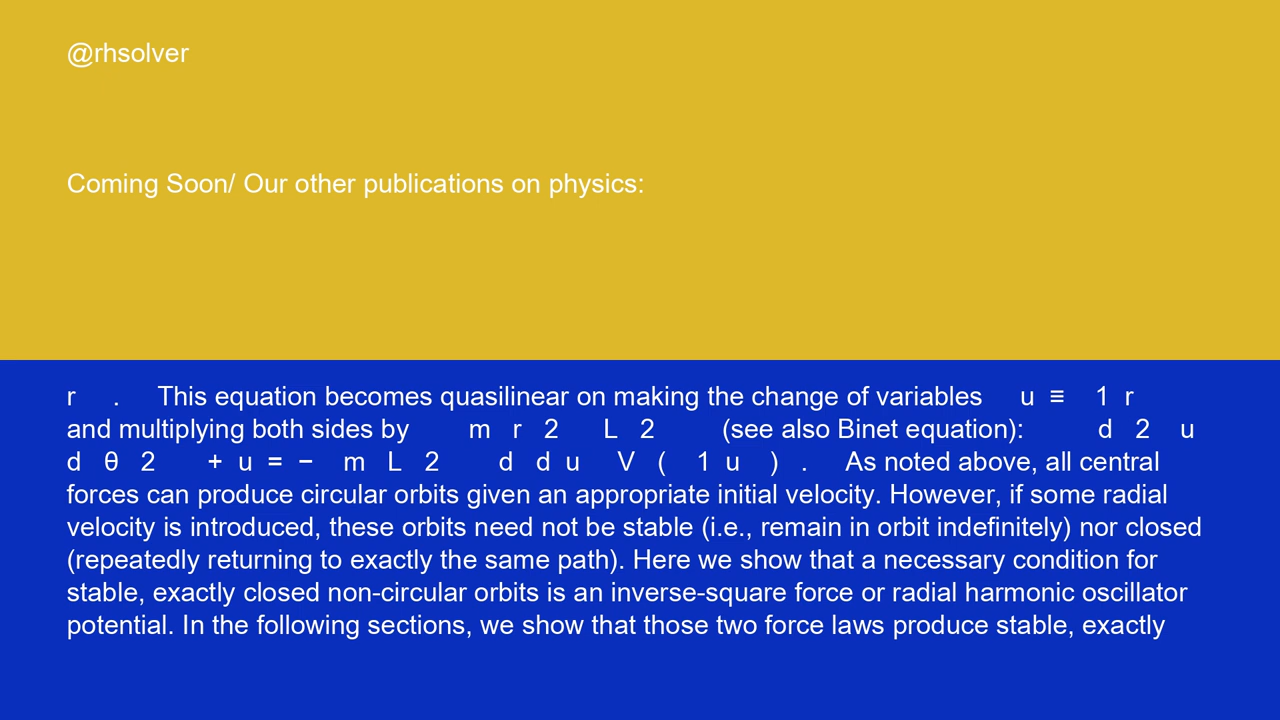 @rhsolver
Coming Soon/ Our other publications on physics:
r . This equation becomes quasilinear on making the change of variables u ≡ 1 r
and multiplying both sides by m r 2 L 2 (see also Binet equation): d 2 u
d θ 2 + u = − m L 2 d d u V ( 1 u ) . As noted above, all central
forces can produce circular orbits given an appropriate initial velocity. However, if some radial
velocity is introduced, these orbits need not be stable (i.e., remain in orbit indefinitely) nor closed
(repeatedly returning to exactly the same path). Here we show that a necessary condition for
stable, exactly closed non-circular orbits is an inverse-square force or radial harmonic oscillator
potential. In the following sections, we show that those two force laws produce stable, exactly